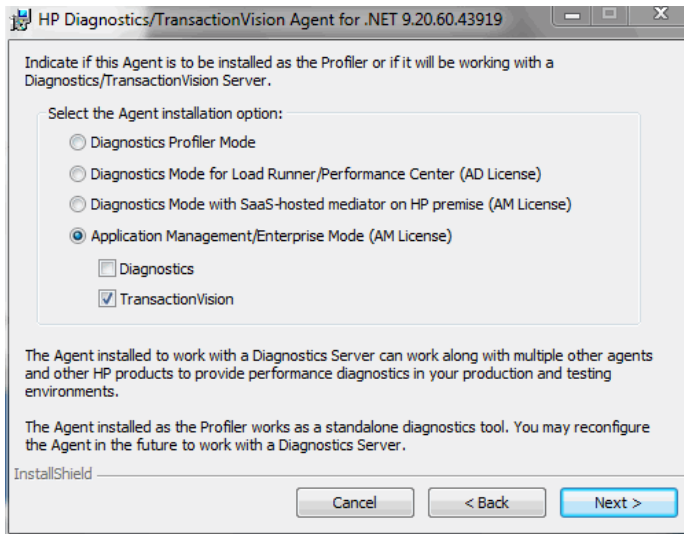 HP Diagnostics/TransactionVision Agent for .NET 9.20.60.43919
Indicate if this Agent is to be installed as the Profiler or if it will be working with a
Diagnostics/TransactionVision Server.
Select the Agent installation option:
Diagnostics Profiler Mode
Diagnostics Mode for Load Runner/Performance Center (AD License)
Diagnostics Mode with SaaS-hosted mediator on HP premise (AM License)
Application Management/Enterprise Mode (AM License)
Diagnostics
TransactionVision
The Agent installed to work with a Diagnostics Server can work along with multiple other agents
and other HP products to provide performance diagnostics in your production and testing
environments.
The Agent installed as the Profiler works as a standalone diagnostics tool. You may reconfigure
the Agent in the future to work with a Diagnostics Server.
InstallShield
Cancel
< Back
Next >